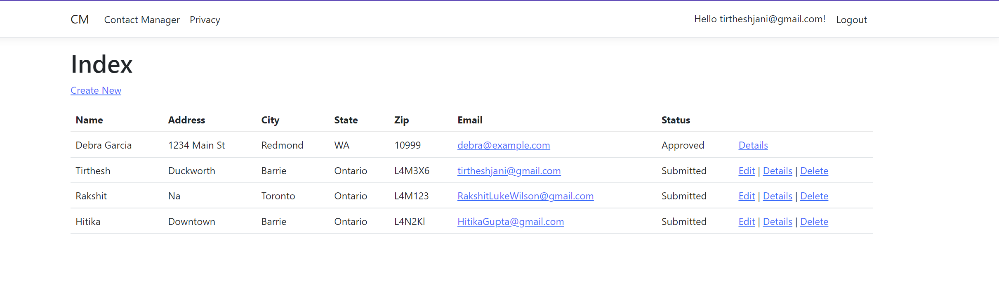 CM Contact Manager Privacy Hello tirtheshjani@gmail.com! Logout
Index
Create New
Name Address City State Zip Email Status
Debra Garcia 1234 Main St Redmond WA 10999 debra@example.com Approved Details
Tirthesh Duckworth Barrie Ontario L4M3X6 tirtheshjani@gmail.com Submitted Edit | Details | Delete
Rakshit Na Toronto Ontario L4M123 RakshitLukeWilson@gmail.com Submitted Edit | Details | Delete
Hitika Downtown Barrie Ontario L4N2Kl HitikaGupta@gmail.com Submitted Edit | Details | Delete